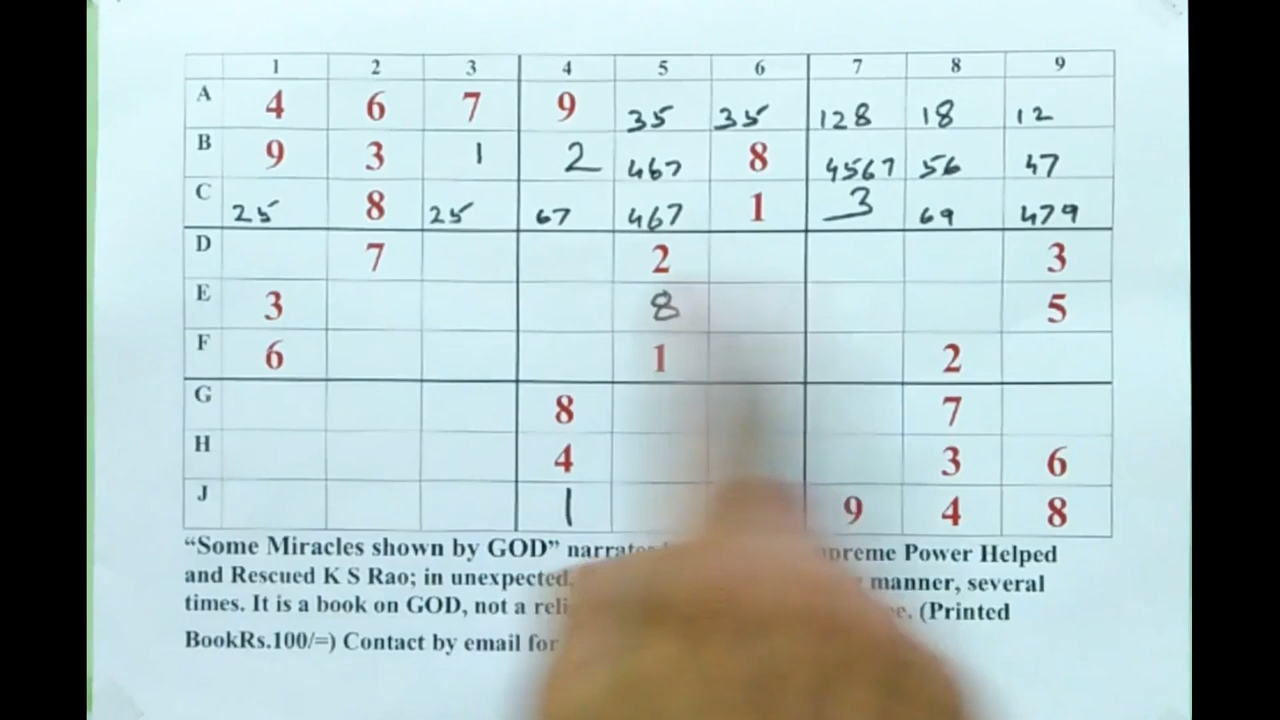 1 2 3 4 5 6 7 8 9
A 4 6 7 9 35 35 128 18 12
B 9 3 1 2 467 8 4567 56 47
C 25 8 25 67 467 1 3 69 479
D 7 2 3
E 3 8 5
F 6 1 2
G 8 7
H 4 3 6
J 1 9 4 8
“Some Miracles shown by GOD” Power Helped
and Rescued K S Rao; in unexpected, manner, several
times. It is a book on GOD, not a (Printed
BookRs.100/=) Contact by email for